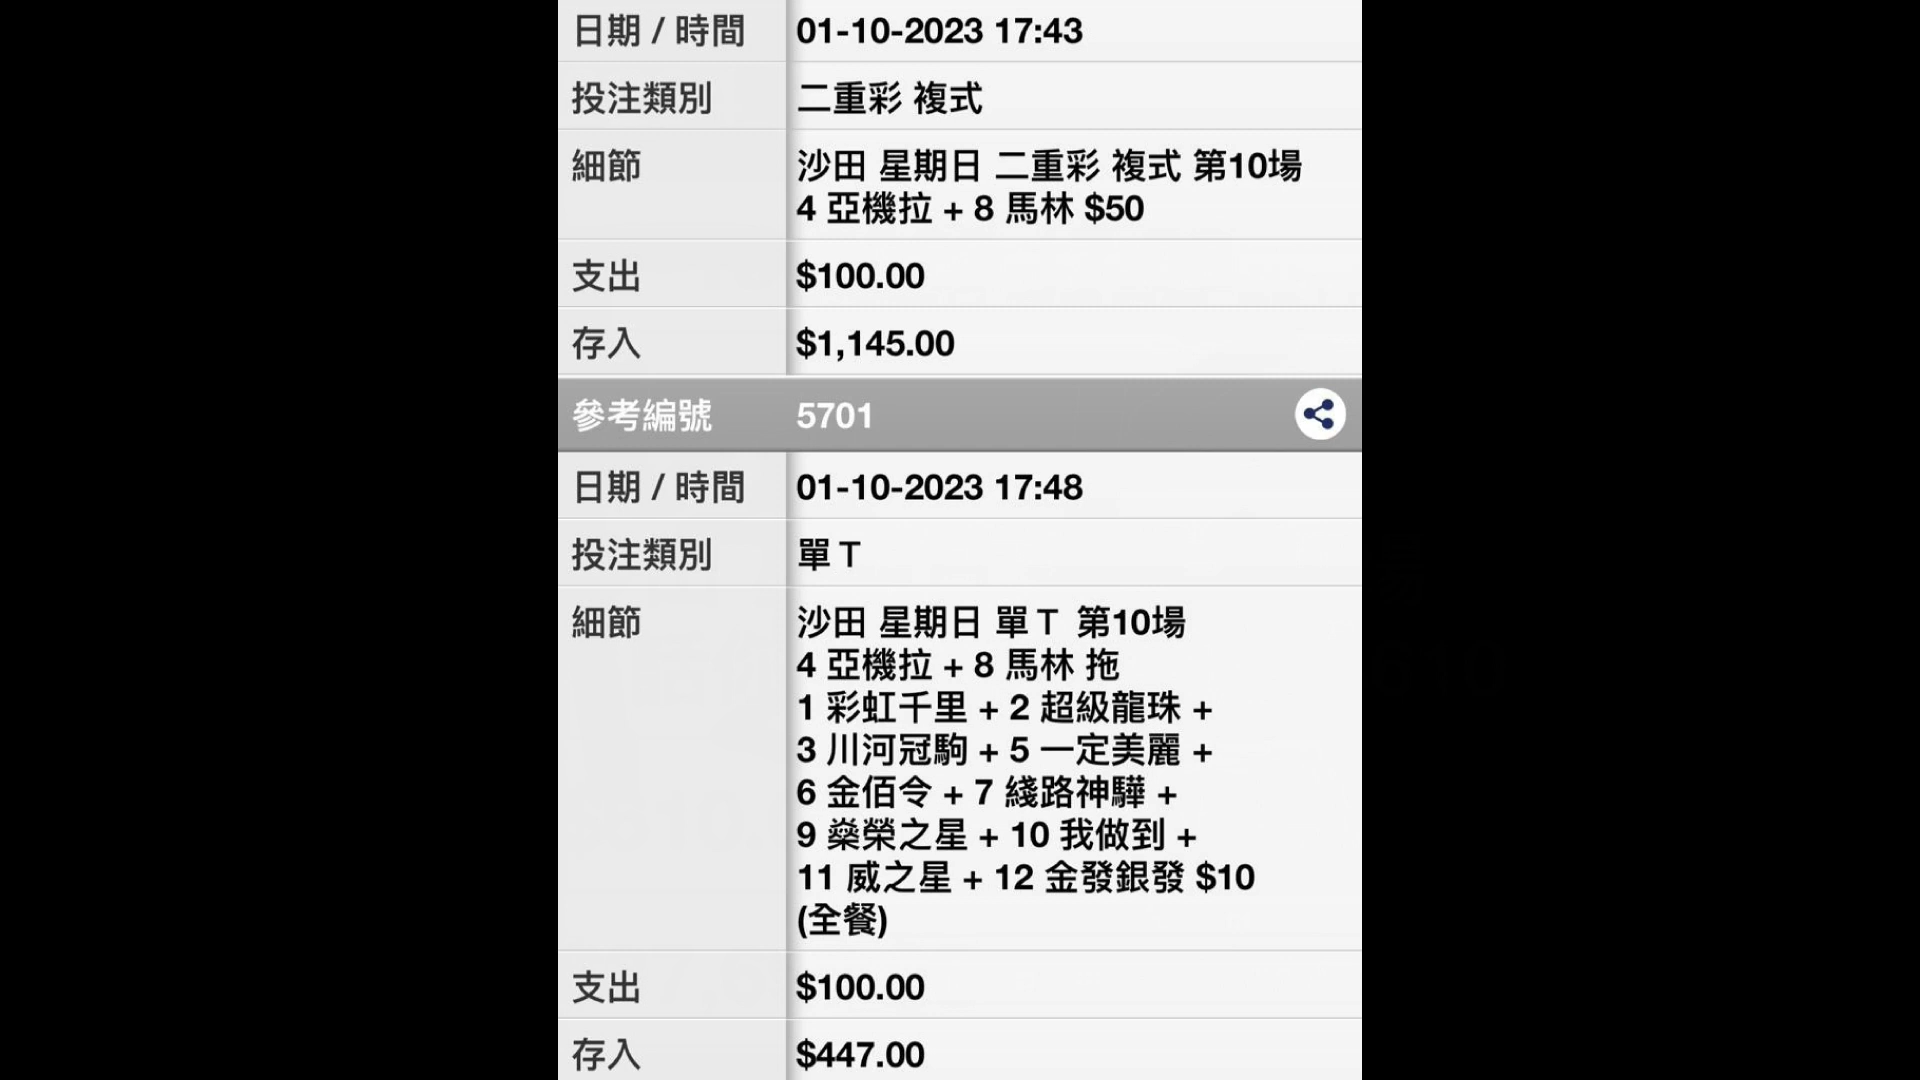 日期 / 時間 01-10-2023 17:43
投注類別 二重彩 複式
細節 沙田 星期日 二重彩 複式 第10場
4 亞機拉 + 8 馬林 $50
支出 $100.00
存入 $1,145.00
參考編號 5701
日期 / 時間 01-10-2023 17:48
投注類別 單T
細節 沙田 星期日 單T 第10場
4 亞機拉 + 8 馬林 拖
1 彩虹千里 + 2 超級龍珠 +
3 川河冠駒 + 5 一定美麗 +
6 金佰令 + 7 綫路神驊 +
9 燊榮之星 + 10 我做到 +
11 威之星 + 12 金發銀發 $10
(全餐)
支出 $100.00
存入 $447.00